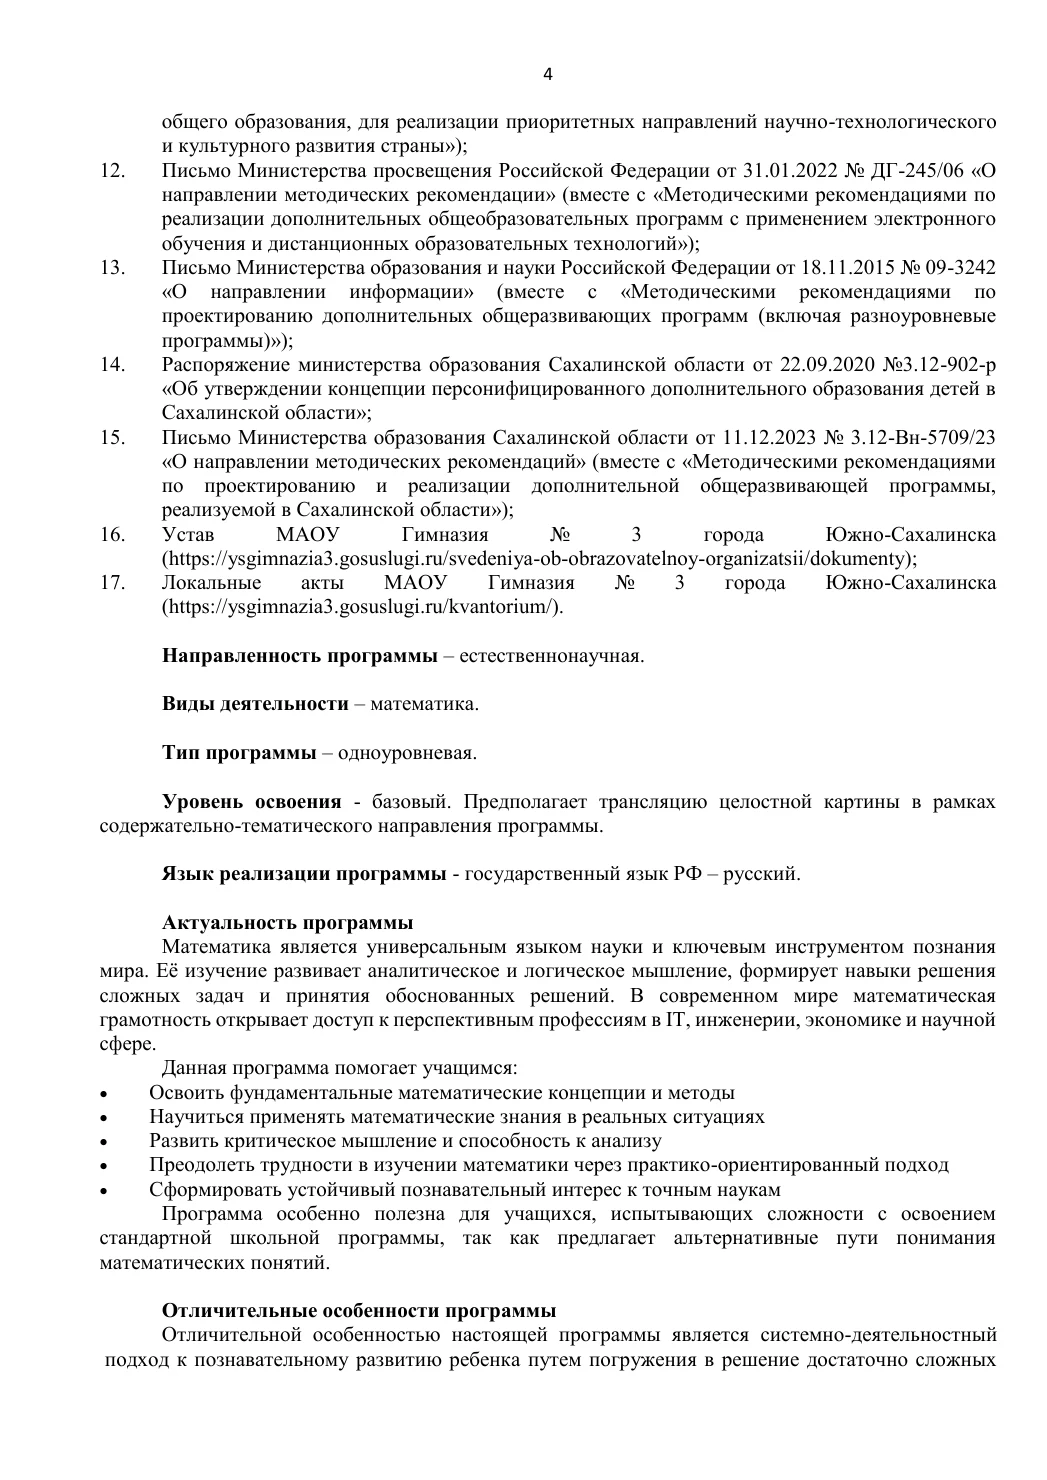 4
общего образования, для реализации приоритетных направлений научно-технологического
и культурного развития страны»);
12. Письмо Министерства просвещения Российской Федерации от 31.01.2022 № ДГ-245/06 «О
направлении методических рекомендации» (вместе с «Методическими рекомендациями по
реализации дополнительных общеобразовательных программ с применением электронного
обучения и дистанционных образовательных технологий»);
13. Письмо Министерства образования и науки Российской Федерации от 18.11.2015 № 09-3242
«О направлении информации» (вместе с «Методическими рекомендациями по
проектированию дополнительных общеразвивающих программ (включая разноуровневые
программы)»);
14. Распоряжение министерства образования Сахалинской области от 22.09.2020 №3.12-902-р
«Об утверждении концепции персонифицированного дополнительного образования детей в
Сахалинской области»;
15. Письмо Министерства образования Сахалинской области от 11.12.2023 № 3.12-Вн-5709/23
«О направлении методических рекомендаций» (вместе с «Методическими рекомендациями
по проектированию и реализации дополнительной общеразвивающей программы,
реализуемой в Сахалинской области»);
16. Устав МАОУ Гимназия № 3 города Южно-Сахалинска
(https://ysgimnazia3.gosuslugi.ru/svedeniya-ob-obrazovatelnoy-organizatsii/dokumenty);
17. Локальные акты МАОУ Гимназия № 3 города Южно-Сахалинска
(https://ysgimnazia3.gosuslugi.ru/kvantorium/).
Направленность программы – естественнонаучная.
Виды деятельности – математика.
Тип программы – одноуровневая.
Уровень освоения - базовый. Предполагает трансляцию целостной картины в рамках
содержательно-тематического направления программы.
Язык реализации программы - государственный язык РФ – русский.
Актуальность программы
Математика является универсальным языком науки и ключевым инструментом познания
мира. Её изучение развивает аналитическое и логическое мышление, формирует навыки решения
сложных задач и принятия обоснованных решений. В современном мире математическая
грамотность открывает доступ к перспективным профессиям в IT, инженерии, экономике и научной
сфере.
Данная программа помогает учащимся:
• Освоить фундаментальные математические концепции и методы
• Научиться применять математические знания в реальных ситуациях
• Развить критическое мышление и способность к анализу
• Преодолеть трудности в изучении математики через практико-ориентированный подход
• Сформировать устойчивый познавательный интерес к точным наукам
Программа особенно полезна для учащихся, испытывающих сложности с освоением
стандартной школьной программы, так как предлагает альтернативные пути понимания
математических понятий.
Отличительные особенности программы
Отличительной особенностью настоящей программы является системно-деятельностный
подход к познавательному развитию ребенка путем погружения в решение достаточно сложных